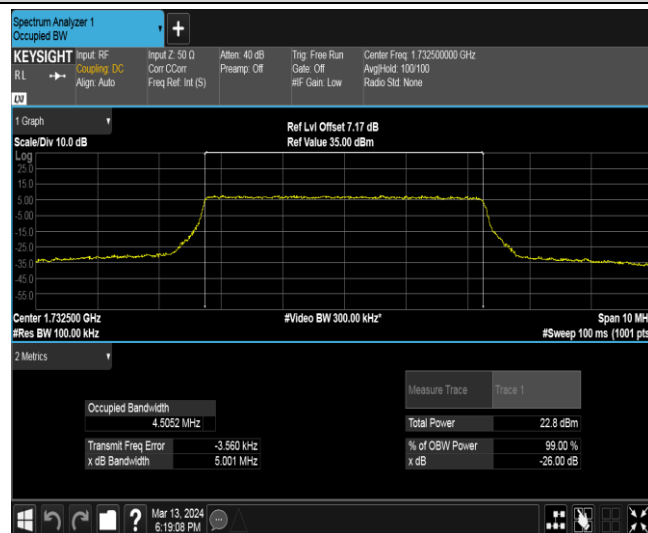 Spectrum Analyzer 1
Occupied BW
+
KEYSIGHT Input: RF Input Z: 50 Ω Atten: 40 dB Trig: Free Run Center Freq: 1.732500000 GHz
RL Coupling: DC Corr CCorr Preamp: Off Gate: Off Avg|Hold: 100/100
Align: Auto Freq Ref: Int (S) #IF Gain: Low Radio Std: None
LXI
1 Graph
Ref Lvl Offset 7.17 dB
Scale/Div 10.0 dB Ref Value 35.00 dBm
Log
25.0
15.0
5.00
-5.00
-15.0
-25.0
-35.0
-45.0
-55.0
Center 1.732500 GHz #Video BW 300.00 kHz* Span 10 MH
#Res BW 100.00 kHz #Sweep 100 ms (1001 pts
2 Metrics
Measure Trace Trace 1
Occupied Bandwidth
4.5052 MHz Total Power 22.8 dBm
Transmit Freq Error -3.560 kHz % of OBW Power 99.00 %
x dB Bandwidth 5.001 MHz x dB -26.00 dB
? Mar 13, 2024
6:19:08 PM